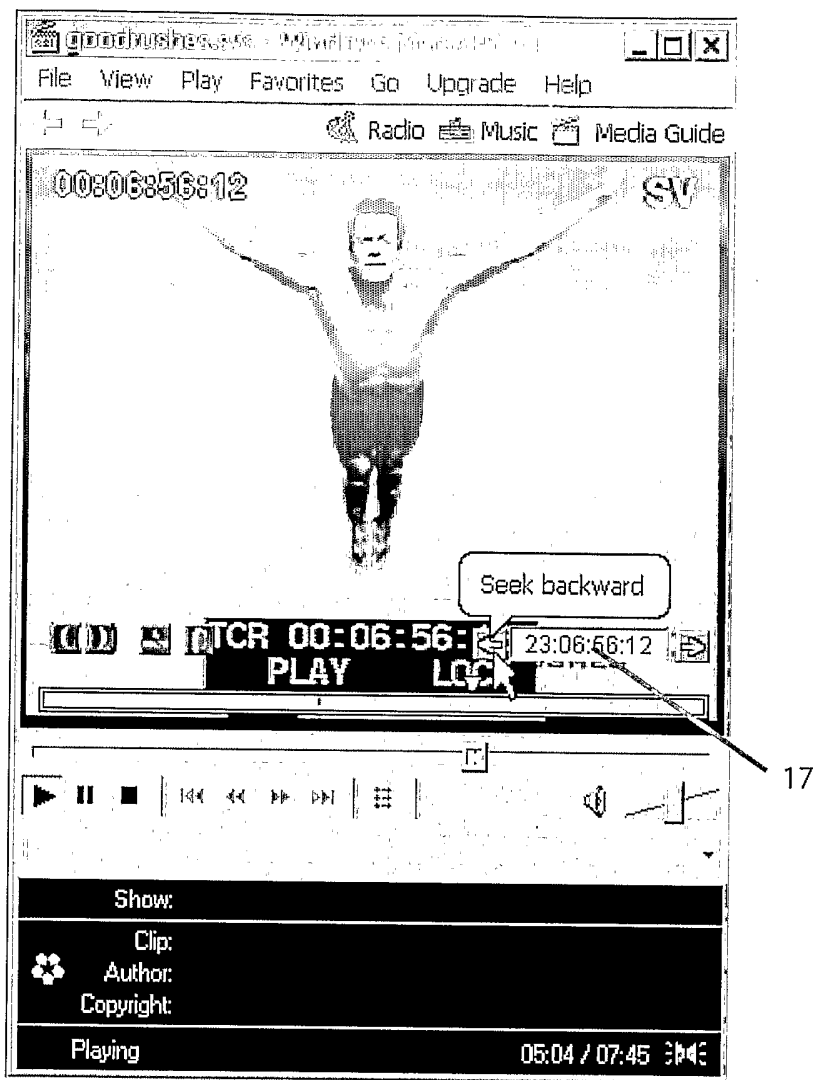 File View Play Favorites Go Upgrade Help
Radio Music Media Guide
00:06:56:12 SV
Seek backward
TCR 00:06:56: 23:06:56:12
PLAY
17
Show:
Clip:
Author:
Copyright:
Playing 05:04 / 07:45